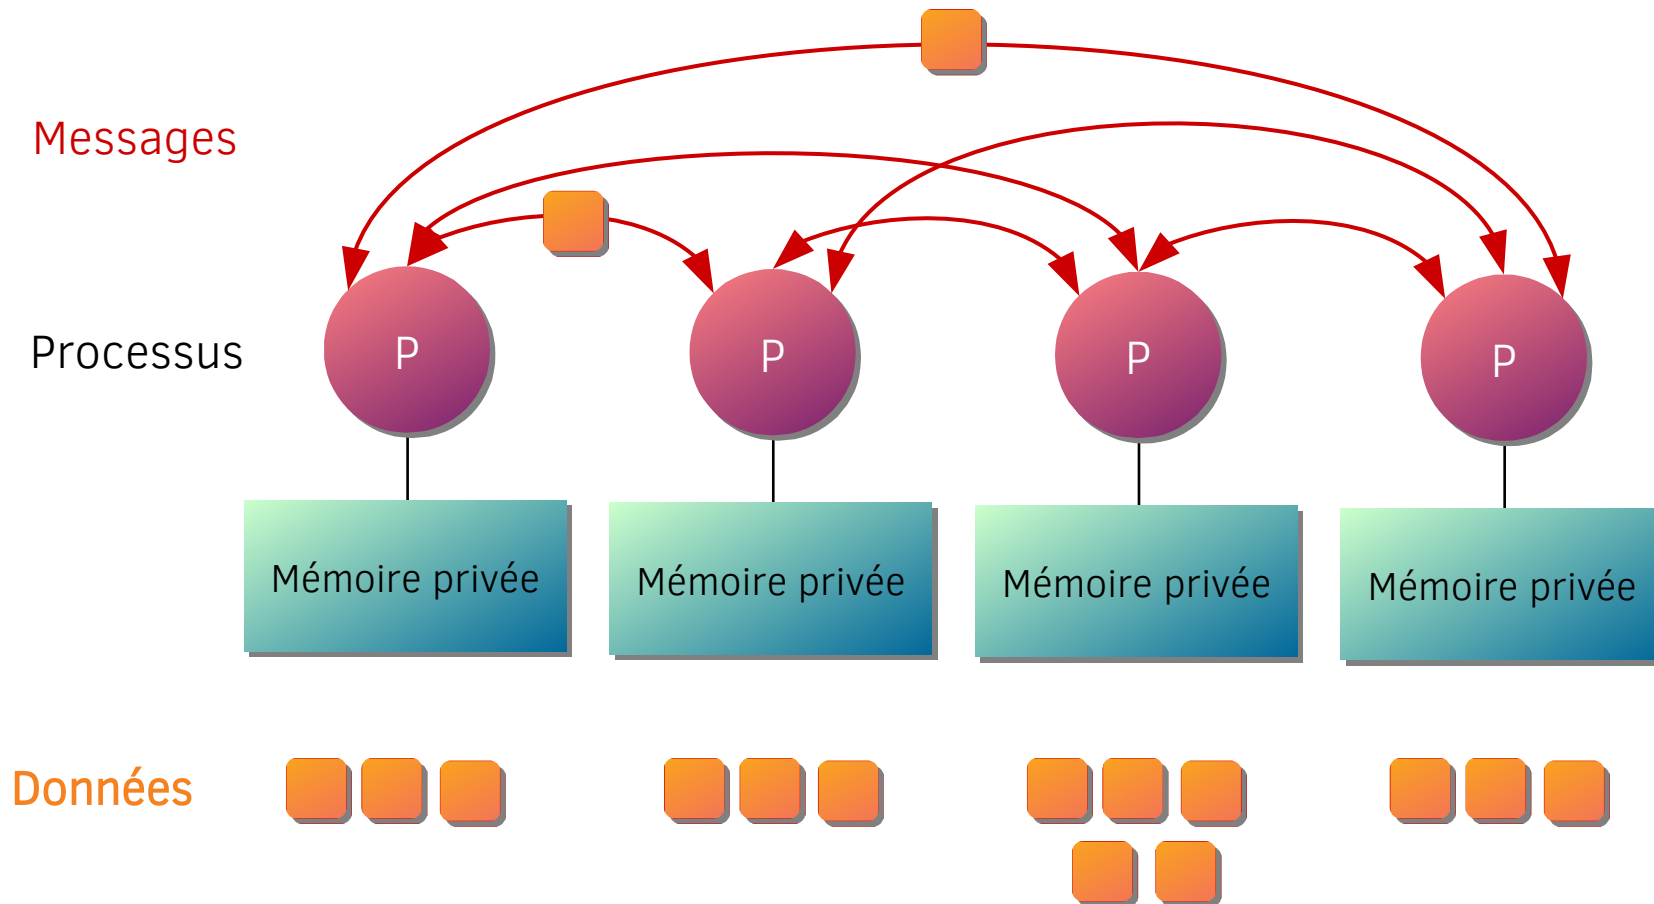 Messages
Processus
P P P P
Mémoire privée Mémoire privée Mémoire privée Mémoire privée
Données